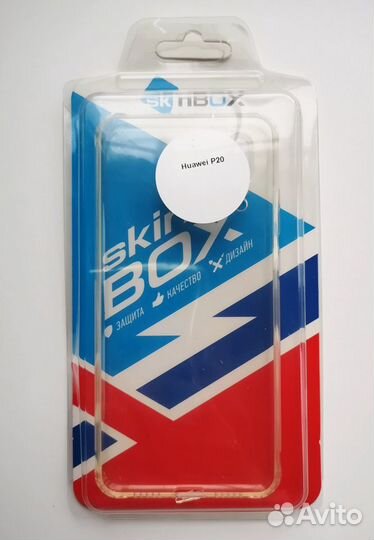 skinBOX
Huawei P20
skin
BOX
ЗАЩИТА
КАЧЕСТВО
ДИЗАЙН
Avito